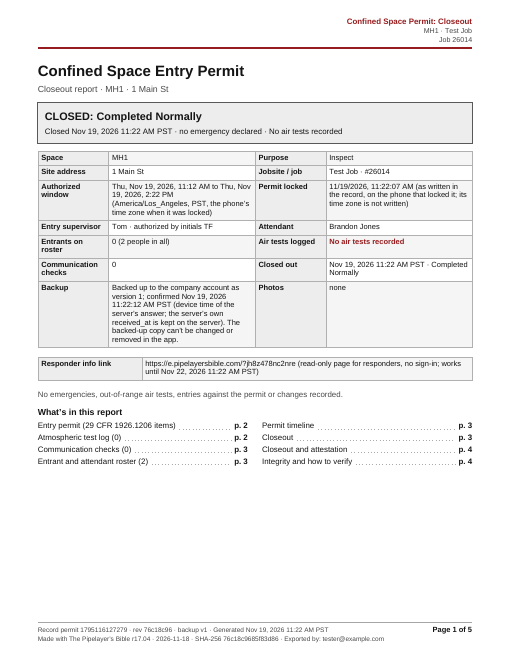 Confined Space Permit: Closeout
MH1 · Test Job
Job 26014
Confined Space Entry Permit
Closeout report · MH1 · 1 Main St
CLOSED: Completed Normally
Closed Nov 19, 2026 11:22 AM PST · no emergency declared · No air tests recorded
Space
MH1
Purpose
Inspect
Site address
1 Main St
Jobsite / job
Test Job · #26014
Authorized
window
Thu, Nov 19, 2026, 11:12 AM to Thu, Nov
19, 2026, 2:22 PM
(America/Los_Angeles, PST, the phone's
time zone when it was locked)
Permit locked
11/19/2026, 11:22:07 AM (as written in
the record, on the phone that locked it; its
time zone is not written)
Entry supervisor
Tom · authorized by initials TF
Attendant
Brandon Jones
Entrants on
roster
0 (2 people in all)
Air tests logged
No air tests recorded
Communication
checks
0
Closed out
Nov 19, 2026 11:22 AM PST · Completed
Normally
Backup
Backed up to the company account as
version 1; confirmed Nov 19, 2026
11:22:12 AM PST (device time of the
server's answer; the server's own
received_at is kept on the server). The
backed-up copy can't be changed or
removed in the app.
Photos
none
Responder info link
https://e.pipelayersbible.com/?jh8z478nc2nre (read-only page for responders, no sign-in; works
until Nov 22, 2026 11:22 AM PST)
No emergencies, out-of-range air tests, entries against the permit or changes recorded.
What's in this report
Entry permit (29 CFR 1926.1206 items) p. 2
Atmospheric test log (0) p. 2
Communication checks (0) p. 3
Entrant and attendant roster (2) p. 3
Permit timeline p. 3
Closeout p. 3
Closeout and attestation p. 4
Integrity and how to verify p. 4
Record permit 1795116127279 · rev 76c18c96 · backup v1 · Generated Nov 19, 2026 11:22 AM PST
Page 1 of 5
Made with The Pipelayer's Bible r17.04 · 2026-11-18 · SHA-256 76c18c9685f83d86 · Exported by: tester@example.com